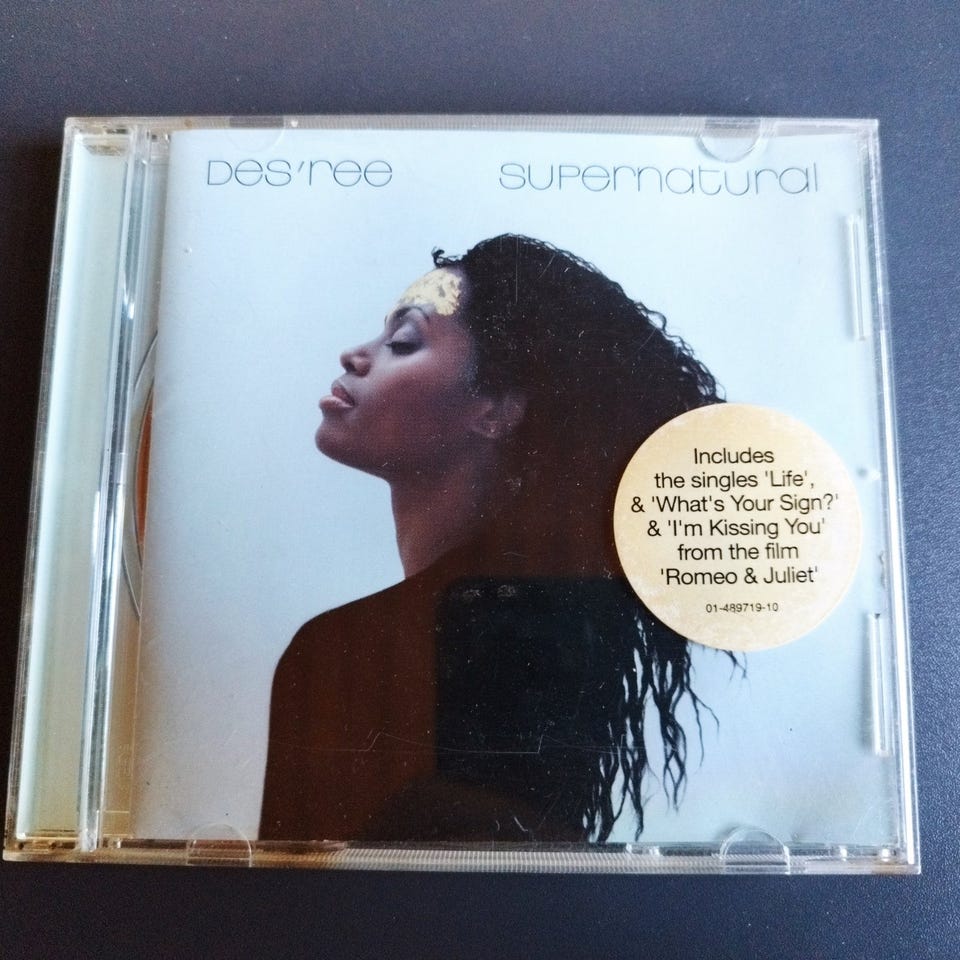 Des'ree Supernatural
Includes
the singles 'Life',
& 'What's Your Sign?'
& 'I'm Kissing You'
from the film
'Romeo & Juliet'
01-489719-10